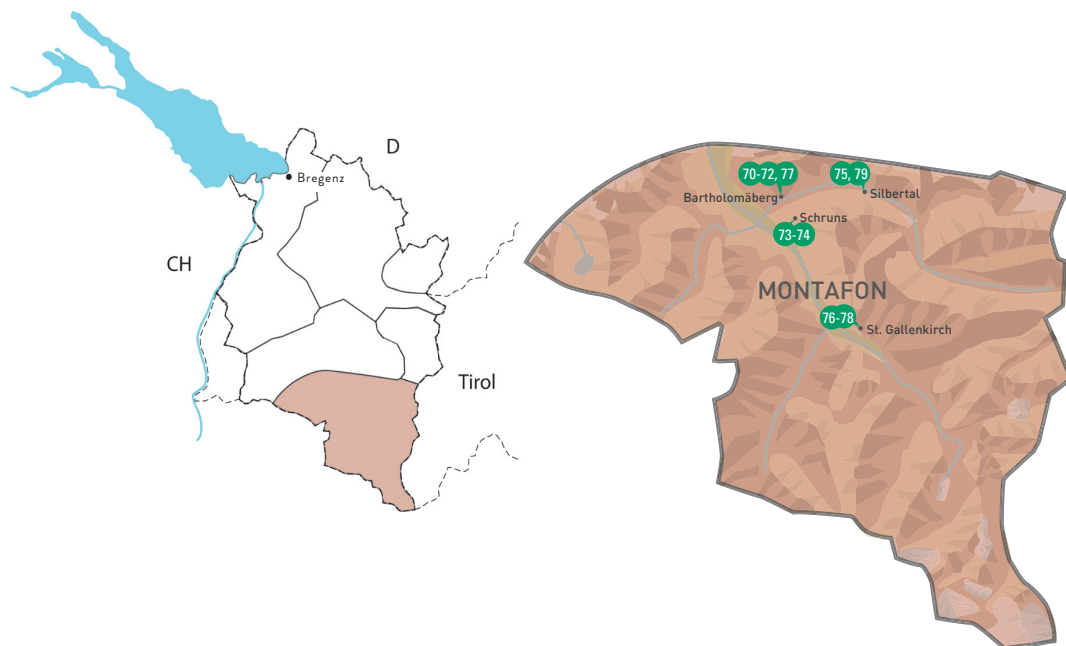 D
Bregenz
CH
Tirol
70-72, 77
75, 79
Bartholomäberg
Silbertal
Schruns
73-74
MONTAFON
76-78
St. Gallenkirch